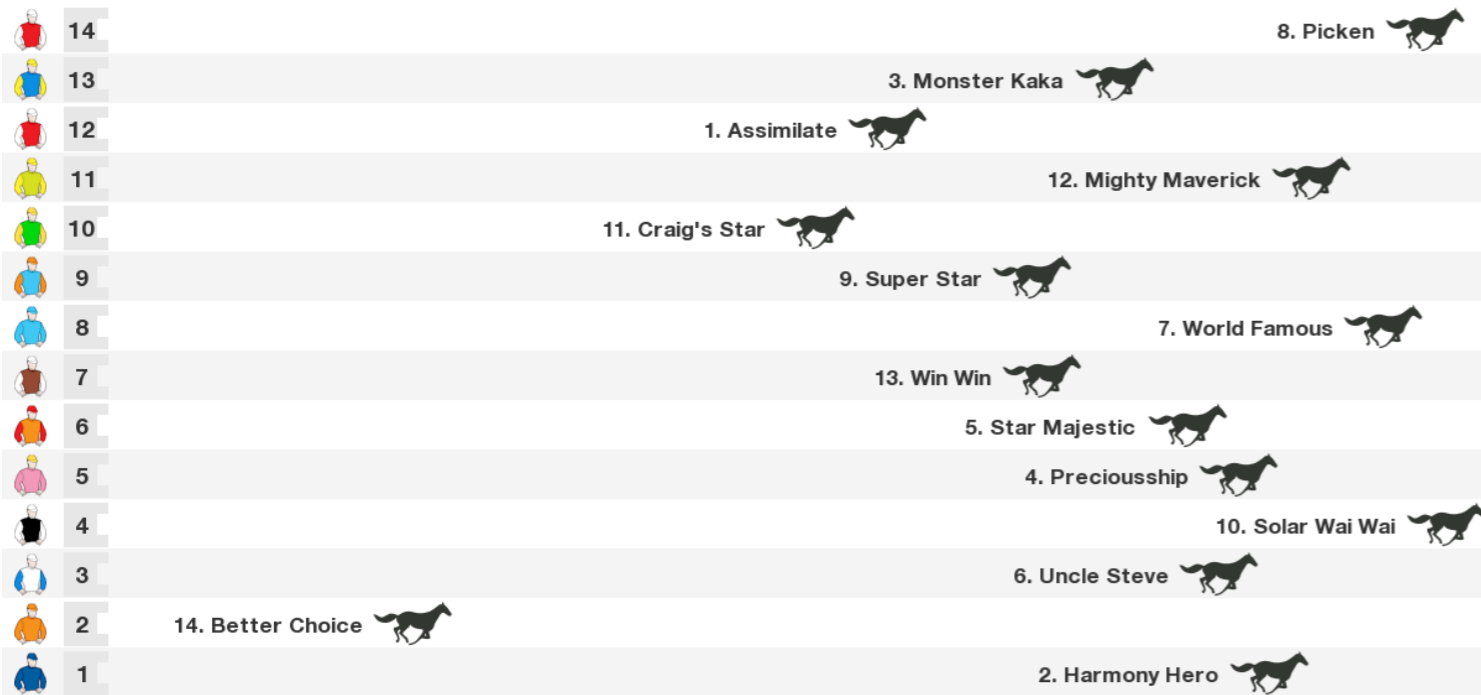 14 8. Picken
13 3. Monster Kaka
12 1. Assimilate
11 12. Mighty Maverick
10 11. Craig's Star
9 9. Super Star
8 7. World Famous
7 13. Win Win
6 5. Star Majestic
5 4. Preciousship
4 10. Solar Wai Wai
3 6. Uncle Steve
2 14. Better Choice
1 2. Harmony Hero